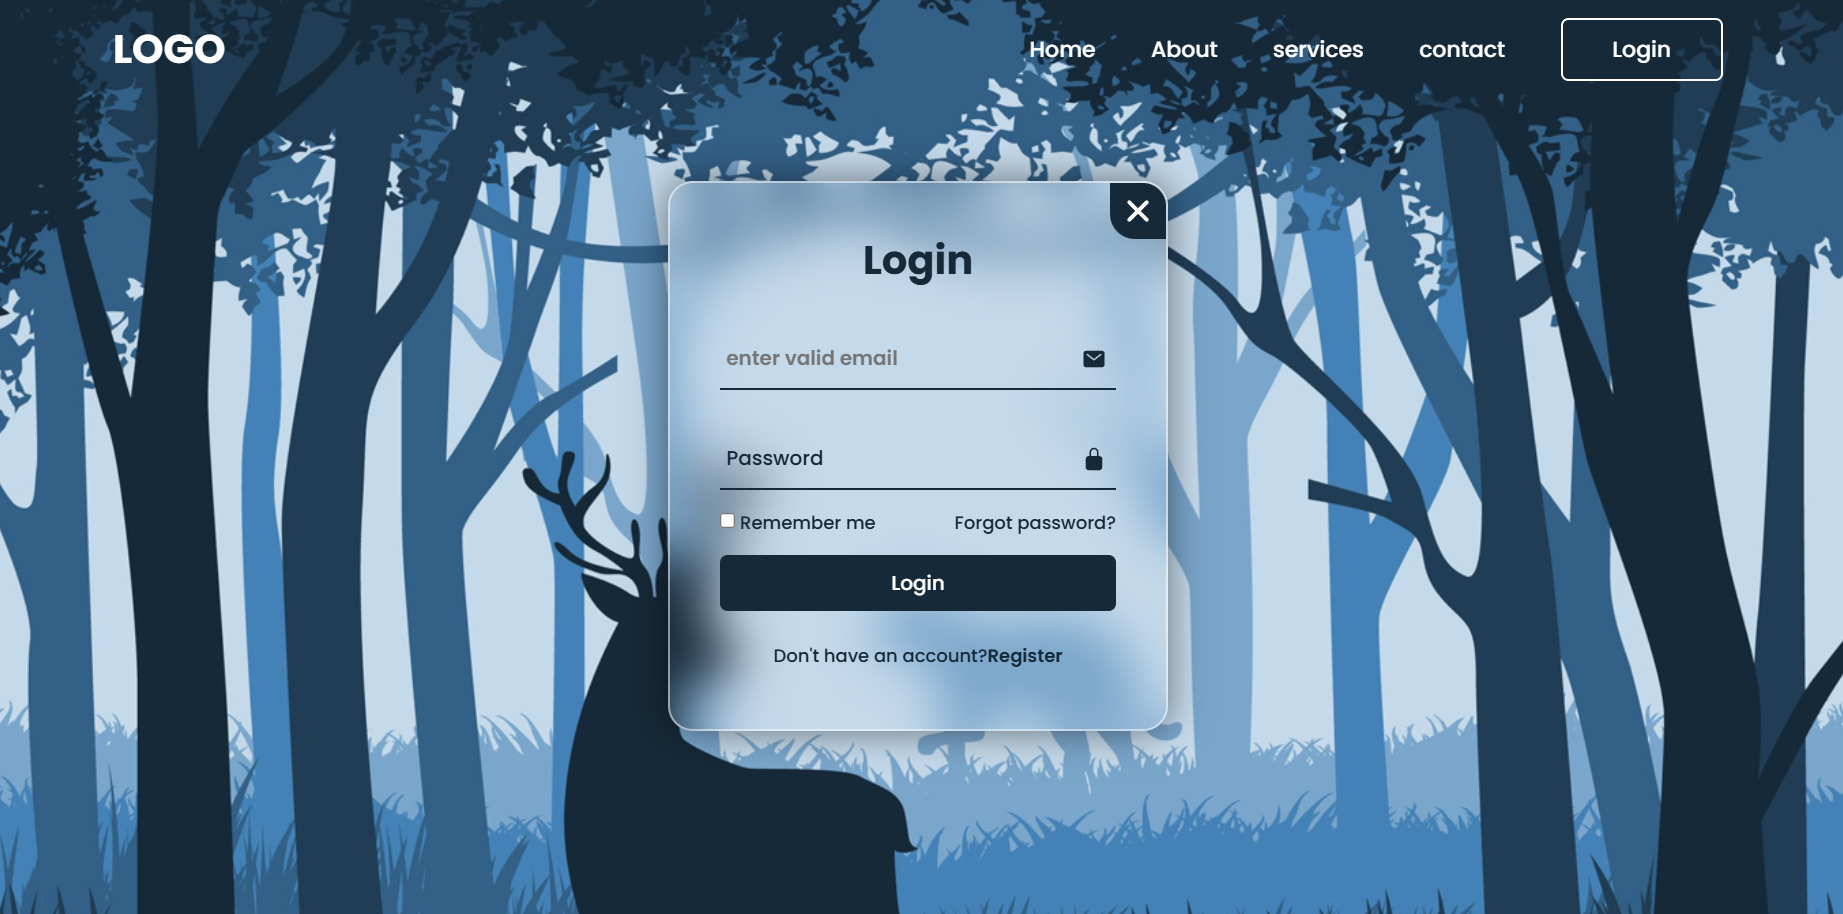 LOGO
Home About services contact Login
Login
enter valid email
Password
Remember me Forgot password?
Login
Don't have an account?Register